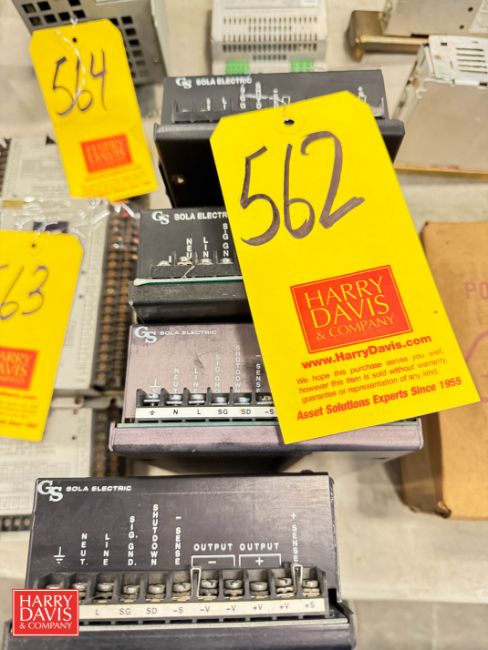 564
HARRY
DAVIS
& COMPANY
GS SOLA ELECTRIC
562
HARRY
DAVIS
& COMPANY
www.HarryDavis.com
We hope this purchase serves you well,
however this item is sold without warranty,
guarantee or representation of any kind.
Asset Solutions Experts Since 1955
563
HARRY
DAVIS
& COMPANY
GS SOLA ELECTRIC
NEUT
LINE
SIG GND
GS SOLA ELECTRIC
NEUT
LINE
SIG GND
SHUTDOWN
SENSE
N L SG SD -S
PO
GS SOLA ELECTRIC
NEUT.
LINE
SIG. GND.
SHUTDOWN
- SENSE
OUTPUT -
OUTPUT +
+ SENSE
L SG SD -S -V -V +V +V +S
HARRY
DAVIS
& COMPANY